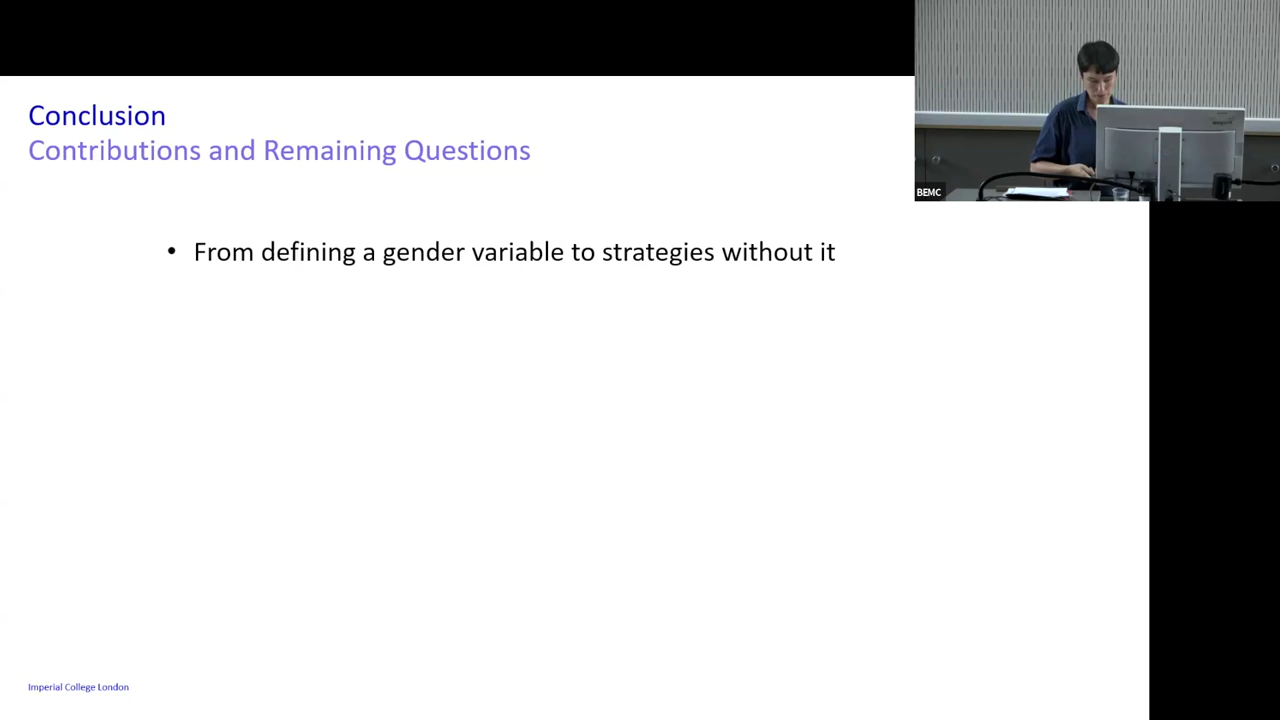 Conclusion
Contributions and Remaining Questions
BEMC
• From defining a gender variable to strategies without it
Imperial College London